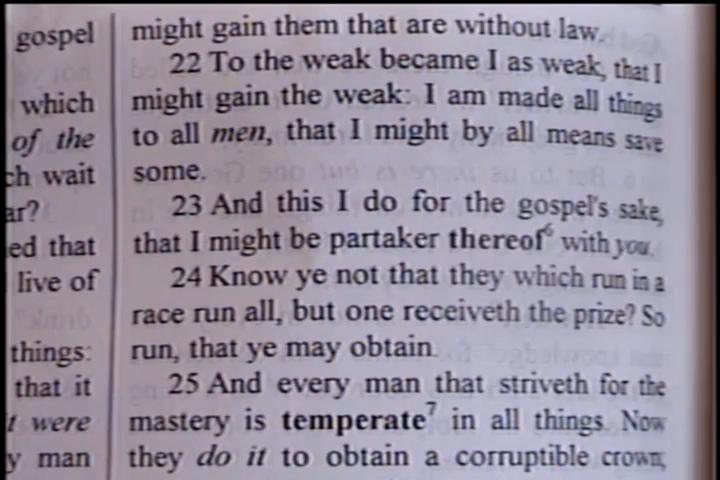 gospel
which
of the
ch wait
ar?
ed that
live of
things:
that it
t were
y man
might gain them that are without law.
22 To the weak became I as weak, that I
might gain the weak: I am made all things
to all men, that I might by all means save
some.
23 And this I do for the gospel's sake,
that I might be partaker thereof⁶ with you.
24 Know ye not that they which run in a
race run all, but one receiveth the prize? So
run, that ye may obtain.
25 And every man that striveth for the
mastery is temperate⁷ in all things. Now
they do it to obtain a corruptible crown;